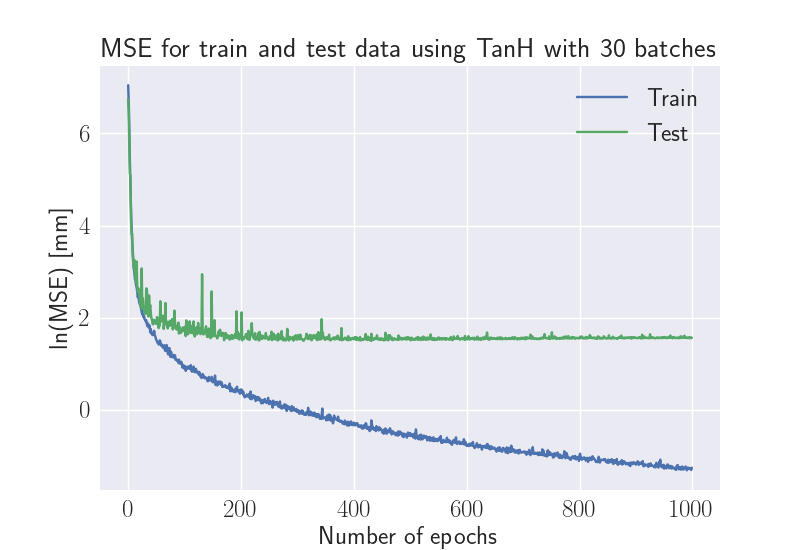 MSE for train and test data using TanH with 30 batches
Train
Test
ln(MSE) [mm]
6
4
2
0
0 200 400 600 800 1000
Number of epochs